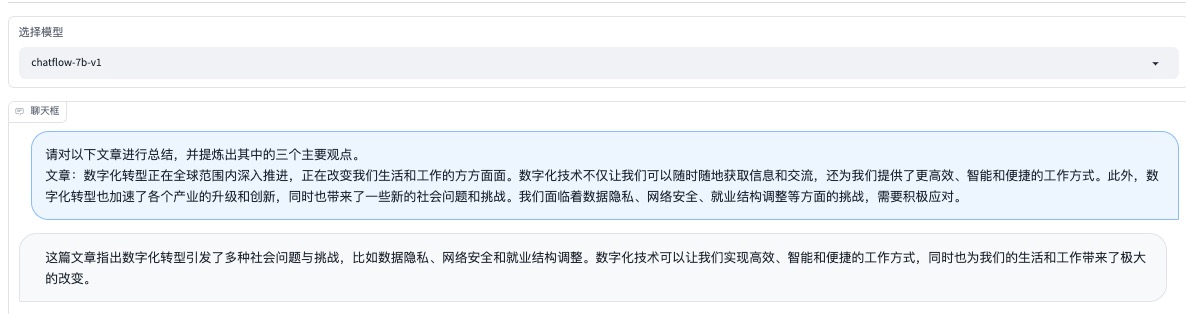 选择模型
chatflow-7b-v1
聊天框
请对以下文章进行总结，并提炼出其中的三个主要观点。
文章：数字化转型正在全球范围内深入推进，正在改变我们生活和工作的方方面面。数字化技术不仅让我们可以随时随地获取信息和交流，还为我们提供了更高效、智能和便捷的工作方式。此外，数
字化转型也加速了各个产业的升级和创新，同时也带来了一些新的社会问题和挑战。我们面临着数据隐私、网络安全、就业结构调整等方面的挑战，需要积极应对。
这篇文章指出数字化转型引发了多种社会问题与挑战，比如数据隐私、网络安全和就业结构调整。数字化技术可以让我们实现高效、智能和便捷的工作方式，同时也为我们的生活和工作带来了极大
的改变。